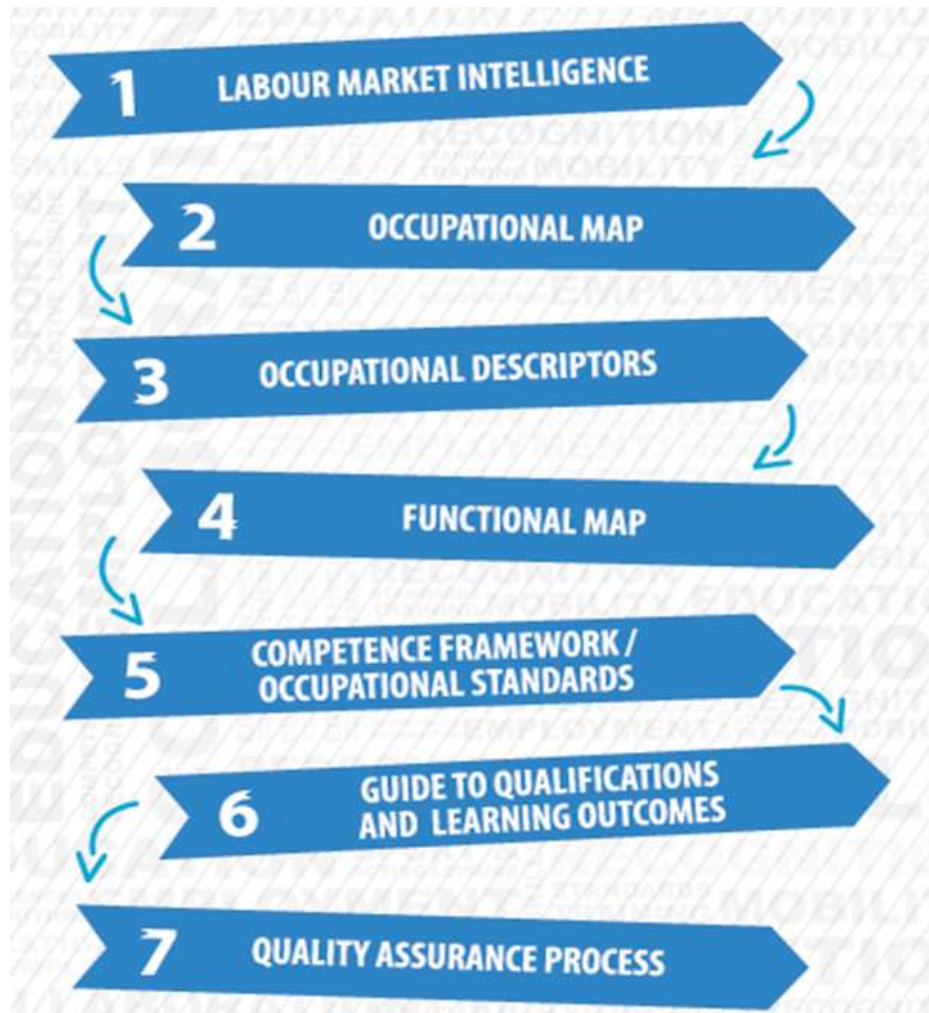 1 LABOUR MARKET INTELLIGENCE
2 OCCUPATIONAL MAP
3 OCCUPATIONAL DESCRIPTORS
4 FUNCTIONAL MAP
5 COMPETENCE FRAMEWORK /
OCCUPATIONAL STANDARDS
6 GUIDE TO QUALIFICATIONS
AND LEARNING OUTCOMES
7 QUALITY ASSURANCE PROCESS